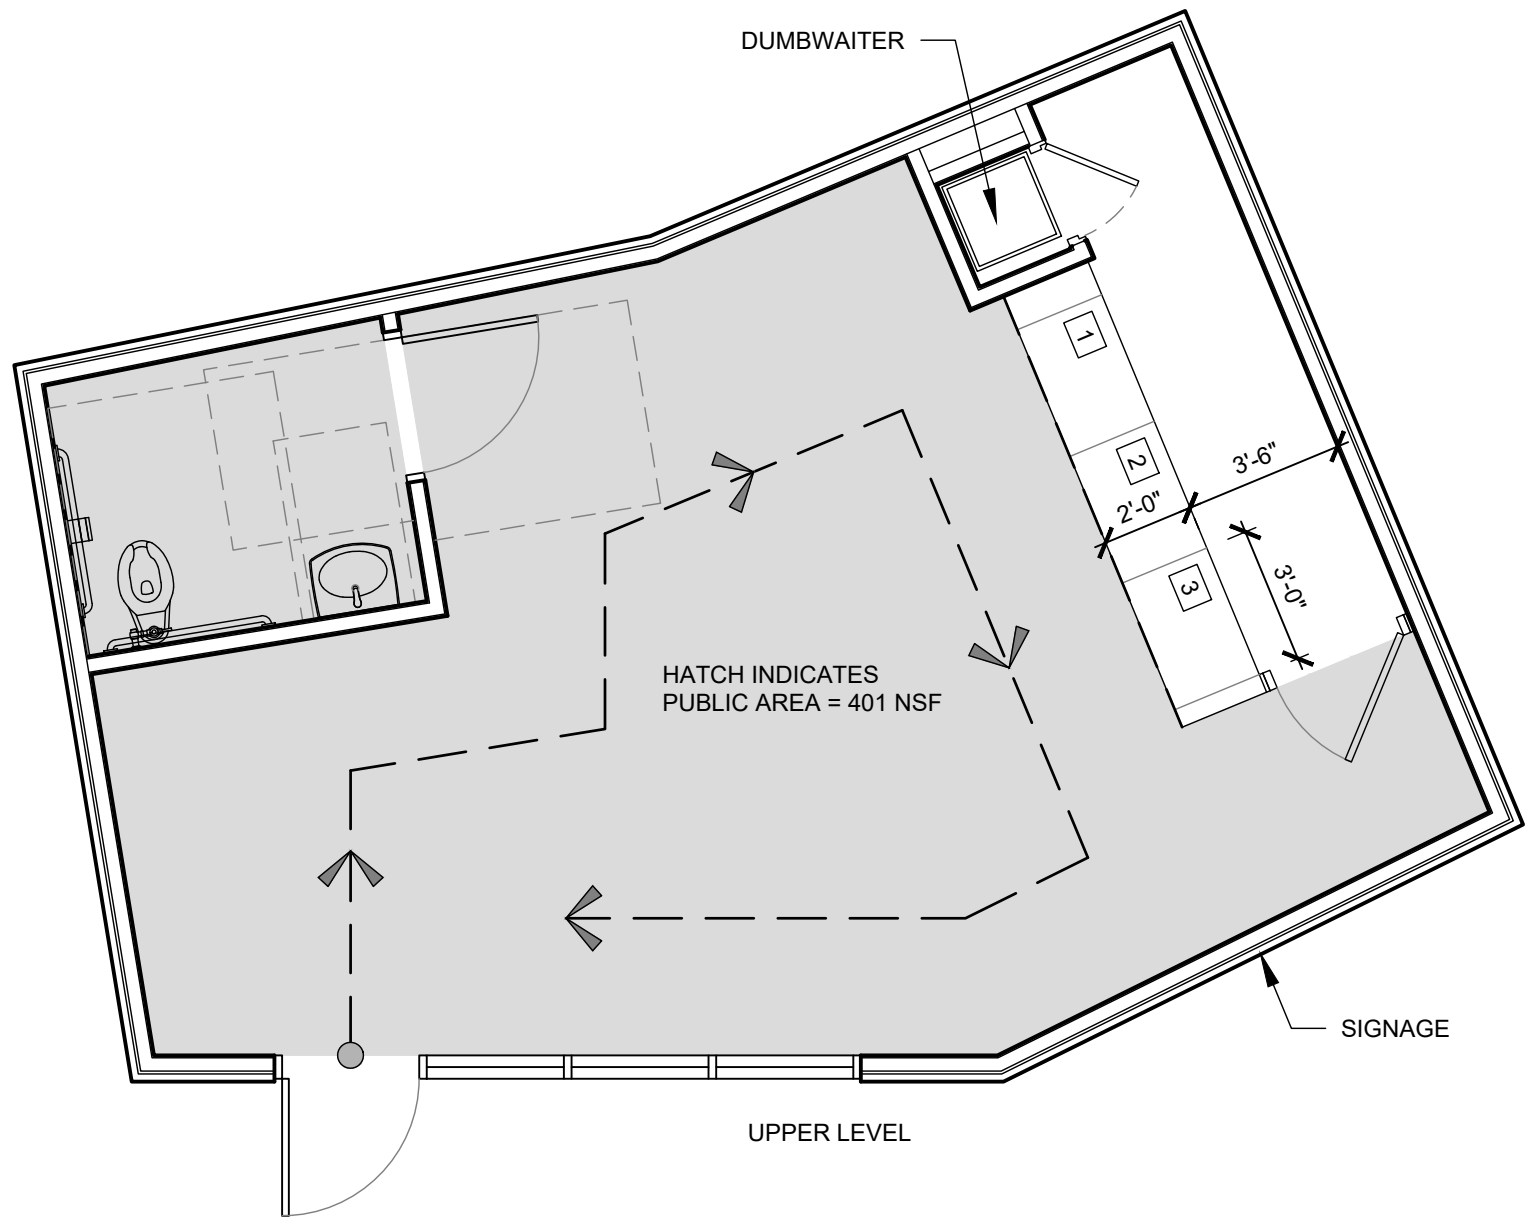 DUMBWAITER
1
2
3'-6"
2'-0"
3
3'-0"
HATCH INDICATES
PUBLIC AREA = 401 NSF
SIGNAGE
UPPER LEVEL